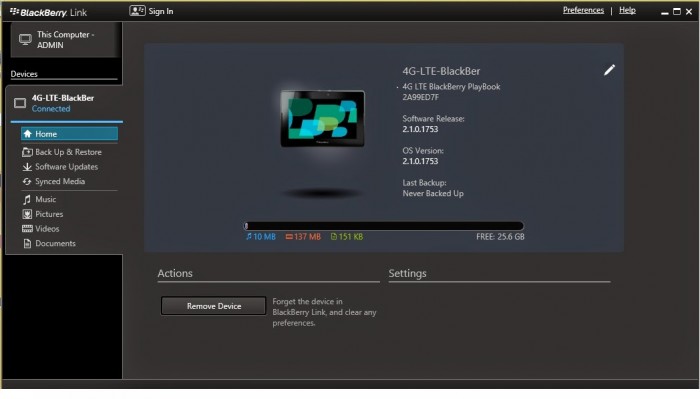 BlackBerry. Link
Sign In
Preferences | Help
This Computer -
ADMIN
Devices
4G-LTE-BlackBer
Connected
Home
Back Up & Restore
Software Updates
Synced Media
Music
Pictures
Videos
Documents
4G-LTE-BlackBer
4G LTE BlackBerry PlayBook
2A99ED7F
Software Release:
2.1.0.1753
OS Version:
2.1.0.1753
Last Backup:
Never Backed Up
10 MB 137 MB 151 KB FREE: 25.6 GB
Actions
Settings
Remove Device
Forget the device in
BlackBerry Link, and clear any
preferences.